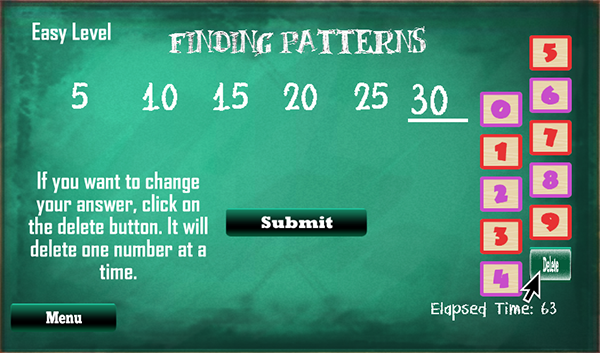 Easy Level
FINDING PATTERNS
5 10 15 20 25 30
If you want to change
your answer, click on
the delete button. It will
delete one number at a
time.
Submit
0
1
2
3
4
5
6
7
8
9
Delete
Elapsed Time: 63
Menu